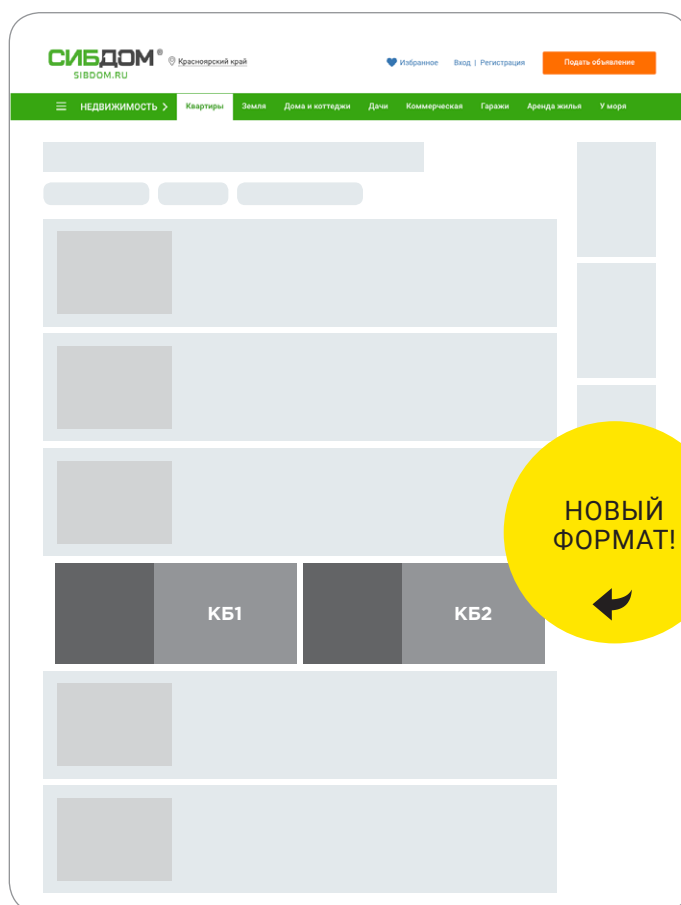 СИБДОМ®
SIBDOM.RU
Красноярский край
Избранное
Вход | Регистрация
Подать объявление
НЕДВИЖИМОСТЬ
Квартиры
Земля
Дома и коттеджи
Дачи
Коммерческая
Гаражи
Аренда жилья
У моря
НОВЫЙ
ФОРМАТ!
КБ1
КБ2